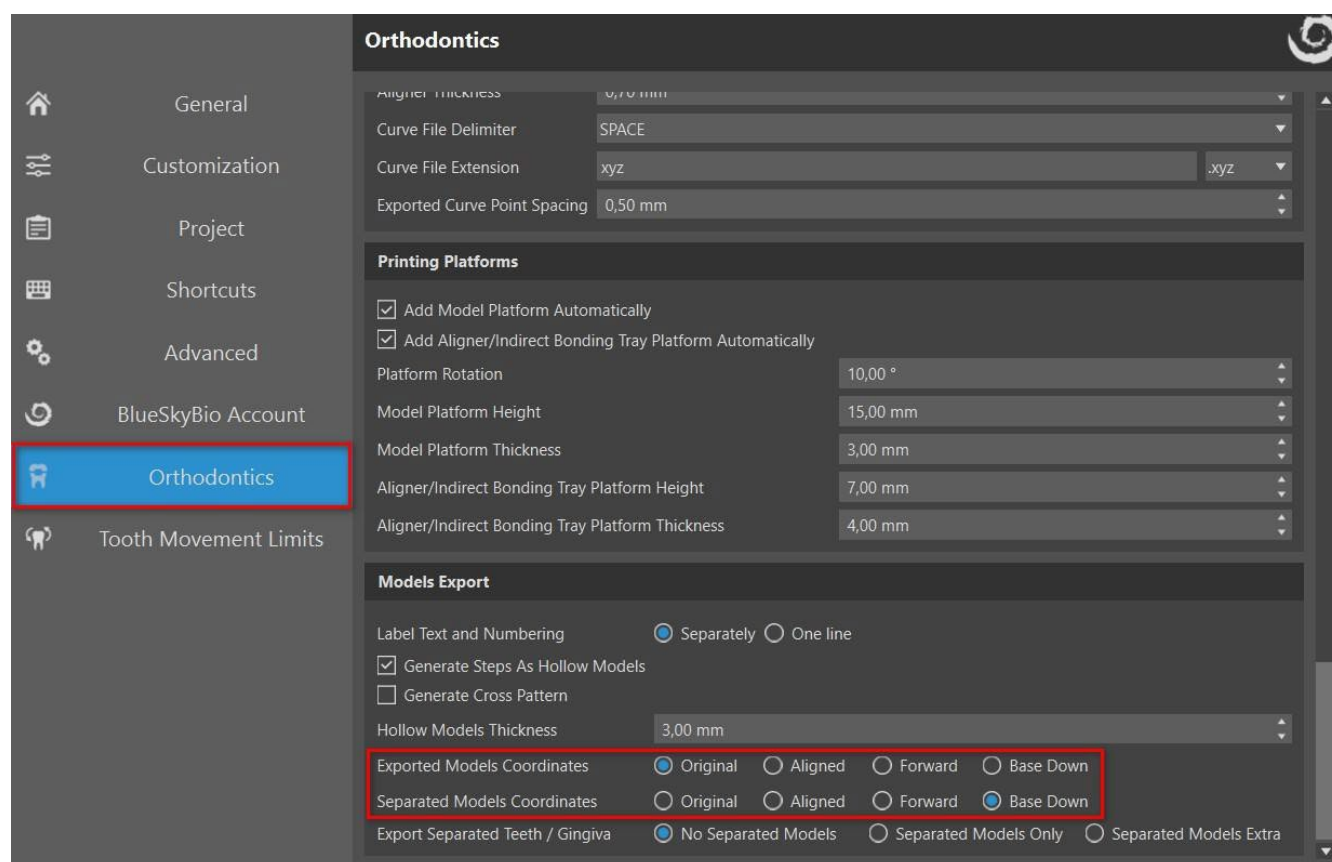 Orthodontics
General
Customization
Project
Shortcuts
Advanced
BlueSkyBio Account
Orthodontics
Tooth Movement Limits
Aligner Thickness 0,70 mm
Curve File Delimiter SPACE
Curve File Extension xyz .xyz
Exported Curve Point Spacing 0,50 mm
Printing Platforms
Add Model Platform Automatically
Add Aligner/Indirect Bonding Tray Platform Automatically
Platform Rotation 10,00 °
Model Platform Height 15,00 mm
Model Platform Thickness 3,00 mm
Aligner/Indirect Bonding Tray Platform Height 7,00 mm
Aligner/Indirect Bonding Tray Platform Thickness 4,00 mm
Models Export
Label Text and Numbering Separately One line
Generate Steps As Hollow Models
Generate Cross Pattern
Hollow Models Thickness 3,00 mm
Exported Models Coordinates Original Aligned Forward Base Down
Separated Models Coordinates Original Aligned Forward Base Down
Export Separated Teeth / Gingiva No Separated Models Separated Models Only Separated Models Extra